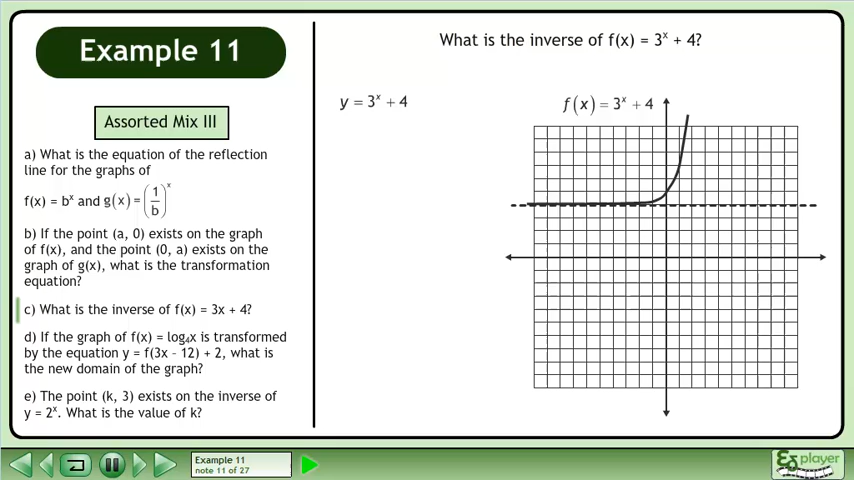 Example 11
Assorted Mix III
a) What is the equation of the reflection
line for the graphs of
f(x) = bˣ and g(x) = (1/b)ˣ
b) If the point (a, 0) exists on the graph
of f(x), and the point (0, a) exists on the
graph of g(x), what is the transformation
equation?
c) What is the inverse of f(x) = 3x + 4?
d) If the graph of f(x) = log₄x is transformed
by the equation y = f(3x - 12) + 2, what is
the new domain of the graph?
e) The point (k, 3) exists on the inverse of
y = 2ˣ. What is the value of k?
What is the inverse of f(x) = 3ˣ + 4?
y = 3ˣ + 4
f(x) = 3ˣ + 4
Example 11
note 11 of 27
player